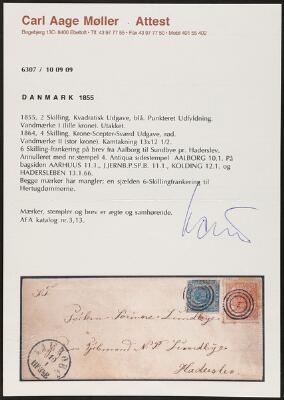 Carl Aage Møller · Attest
Bogebjerg 130· 8400 Ebeltoft · Tlf 43 97 77 55 · Fax 43 97 77 50 · Mobil 401 55 402
6307 / 10 09 09
DANMARK 1855
1855, 2 Skilling, Kvadratisk Udgave, blå. Punkteret Udfyldning.
Vandmærke I (lille krone). Utakket.
1864, 4 Skilling. Krone-Scepter-Sværd Udgave, rød.
Vandmærke II (stor krone). Kamtakning 13x12 1/2.
6 Skilling-frankering på brev fra Aalborg til Sundbye pr. Haderslev.
Annulleret med nr.stempel 4. Antiqua sidestempel AALBORG 10.1. På
bagsiden AARHUUS 11.1., J.JERNB.P.SP.B. 11.1., KOLDING 12.1. og
HADERSLEBEN 13.1.66.
Begge mærker har mangler: en sjælden 6-Skillingfrankering til
Hertugdømmerne.
Mærker, stempler og brev er ægte og samhørende.
AFA katalog nr.3,13.
Haderslev